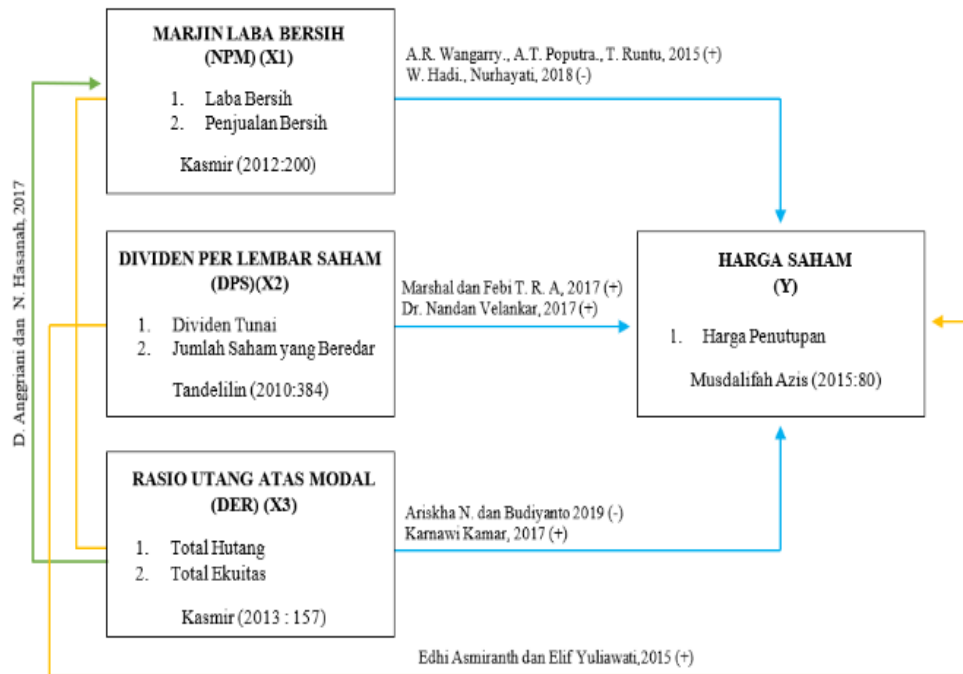 MARJIN LABA BERSIH
(NPM) (X1)
1. Laba Bersih
2. Penjualan Bersih
Kasmir (2012:200)
A.R. Wangarry., A.T. Poputra., T. Runtu, 2015 (+)
W. Hadi., Nurhayati, 2018 (-)
D. Anggriani dan N. Hasanah, 2017
DIVIDEN PER LEMBAR SAHAM
(DPS)(X2)
1. Dividen Tunai
2. Jumlah Saham yang Beredar
Tandelilin (2010:384)
Marshal dan Febi T. R. A, 2017 (+)
Dr. Nandan Velankar, 2017 (+)
HARGA SAHAM
(Y)
1. Harga Penutupan
Musdalifah Azis (2015:80)
RASIO UTANG ATAS MODAL
(DER) (X3)
1. Total Hutang
2. Total Ekuitas
Kasmir (2013 : 157)
Ariskha N. dan Budiyanto 2019 (-)
Karnawi Kamar, 2017 (+)
Edhi Asmiranth dan Elif Yuliawati,2015 (+)